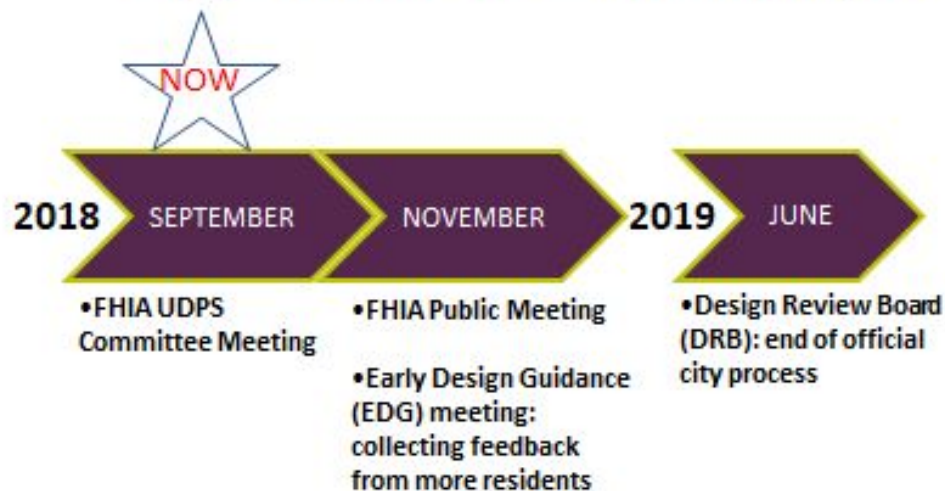 NOW
2018
SEPTEMBER
NOVEMBER
2019
JUNE
•FHIA UDPS
Committee Meeting
•FHIA Public Meeting
•Early Design Guidance
(EDG) meeting:
collecting feedback
from more residents
•Design Review Board
(DRB): end of official
city process